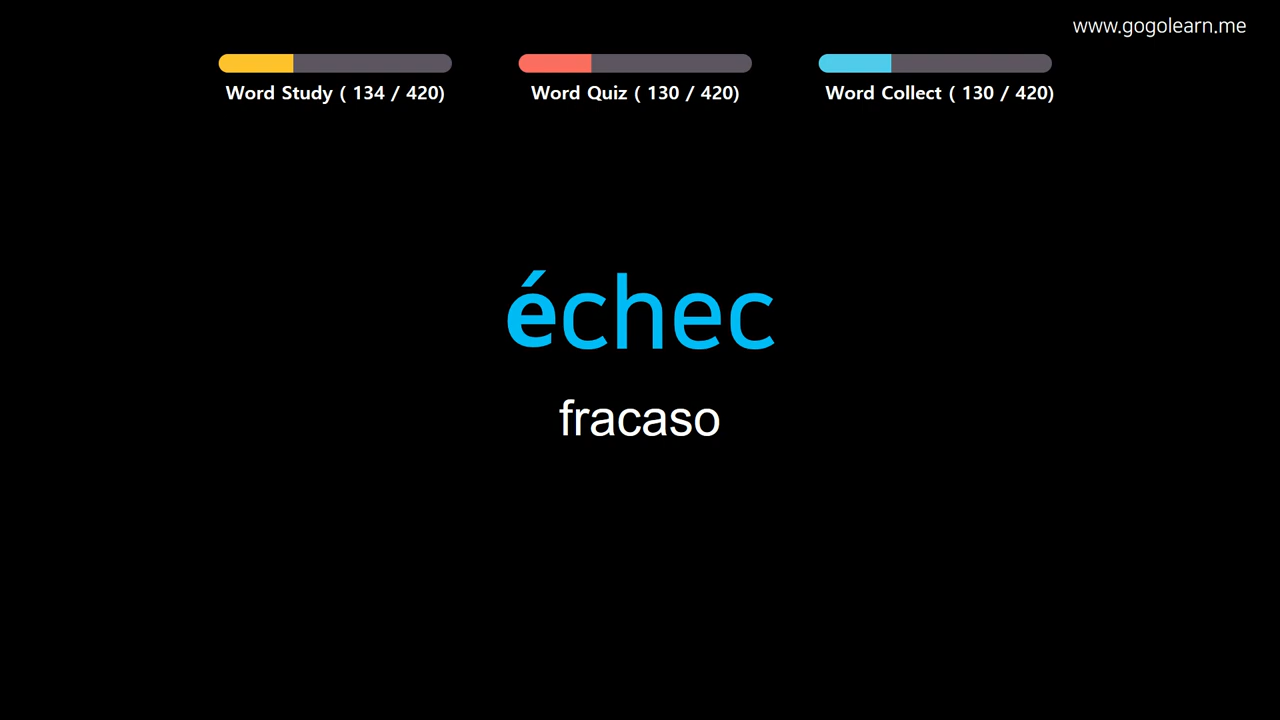 www.gogolearn.me
Word Study ( 134 / 420)
Word Quiz ( 130 / 420)
Word Collect ( 130 / 420)
échec
fracaso